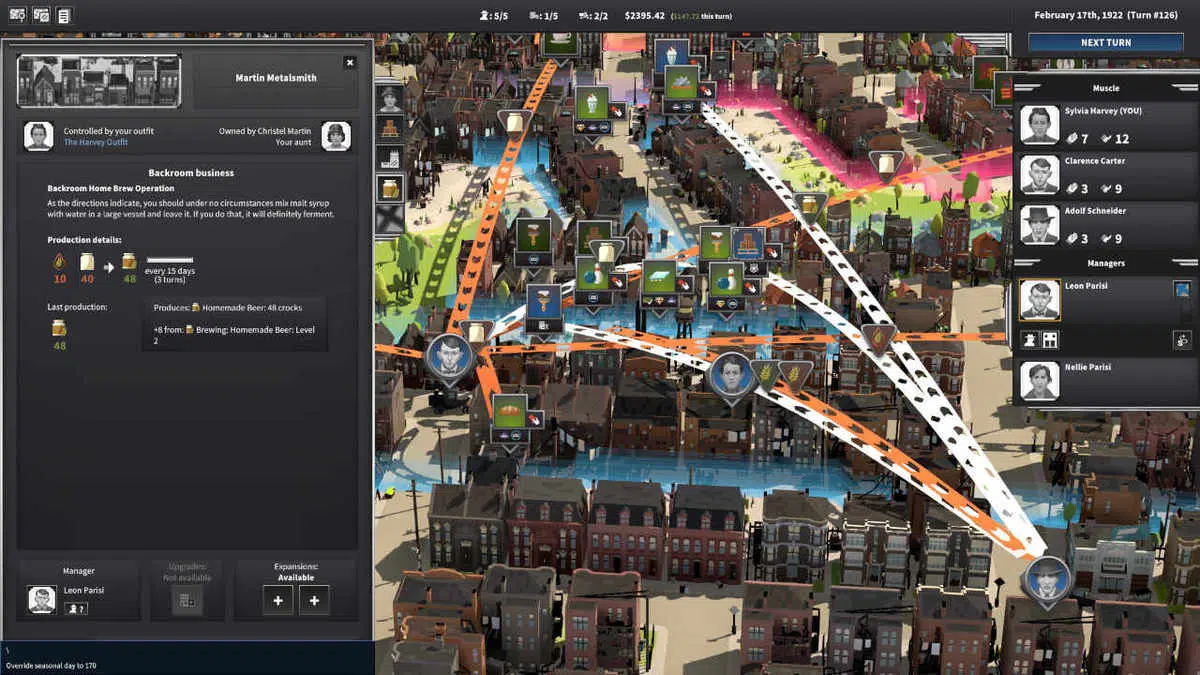 5/5
: 1/5
: 2/2
$2395.42
($147.72 this turn)
February 17th, 1922 (Turn #126)
NEXT TURN
Martin Metalsmith
Controlled by your outfit
The Harvey Outfit
Owned by Christel Martin
Your aunt
Backroom business
Backroom Home Brew Operation
As the directions indicate, you should under no circumstances mix malt syrup
with water in a large vessel and leave it. If you do that, it will definitely ferment.
Production details:
10
40
48
every 15 days
(3 turns)
Last production:
48
Produces: Homemade Beer: 48 crocks
+8 from: Brewing: Homemade Beer: Level
2
Manager
Leon Parisi
?
Upgrades:
Not available
Expansions:
Available
+
+
\
Override seasonal day to 170
Muscle
Sylvia Harvey (YOU)
7
12
Clarence Carter
3
9
Adolf Schneider
3
9
Managers
Leon Parisi
Nellie Parisi